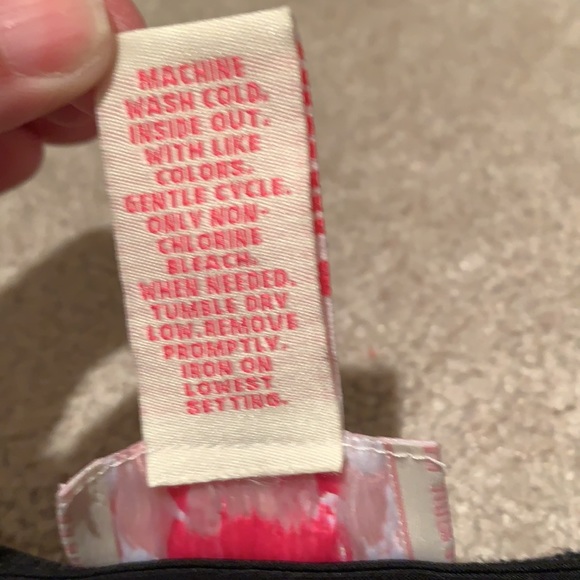 MACHINE
WASH COLD.
INSIDE OUT.
WITH LIKE
COLORS.
GENTLE CYCLE.
ONLY NON-
CHLORINE
BLEACH.
WHEN NEEDED.
TUMBLE DRY
LOW.REMOVE
PROMPTLY.
IRON ON
LOWEST
SETTING.